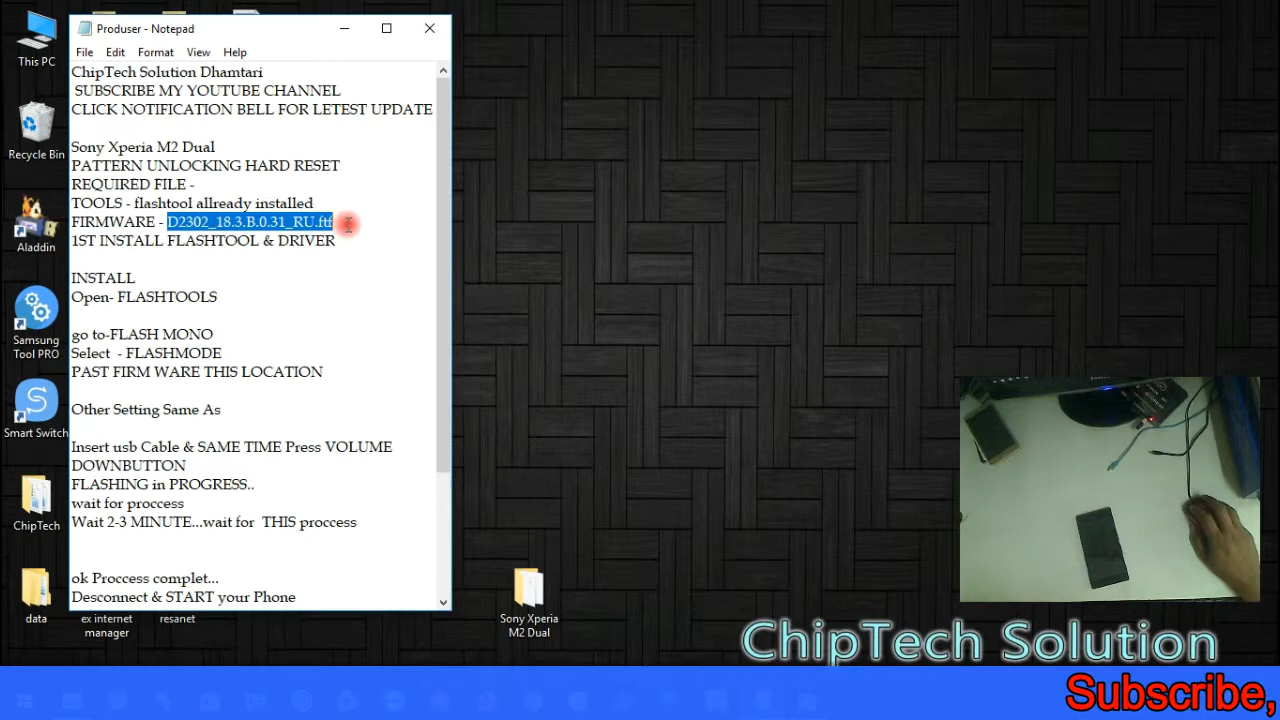 Produser - Notepad
File Edit Format View Help
ChipTech Solution Dhamtari
SUBSCRIBE MY YOUTUBE CHANNEL
CLICK NOTIFICATION BELL FOR LETEST UPDATE
Sony Xperia M2 Dual
PATTERN UNLOCKING HARD RESET
REQUIRED FILE -
TOOLS - flashtool allready installed
FIRMWARE - D2302_18.3.B.0.31_RU.ftf
1ST INSTALL FLASHTOOL & DRIVER
INSTALL
Open- FLASHTOOLS
go to-FLASH MONO
Select - FLASHMODE
PAST FIRM WARE THIS LOCATION
Other Setting Same As
Insert usb Cable & SAME TIME Press VOLUME
DOWNBUTTON
FLASHING in PROGRESS..
wait for proccess
Wait 2-3 MINUTE...wait for THIS proccess
ok Proccess complet...
Desconnect & START your Phone
This PC
Recycle Bin
Aladdin
Samsung
Tool PRO
Smart Switch
ChipTech
data
ex internet
manager
resanet
Sony Xperia
M2 Dual
ChipTech Solution
Subscribe,